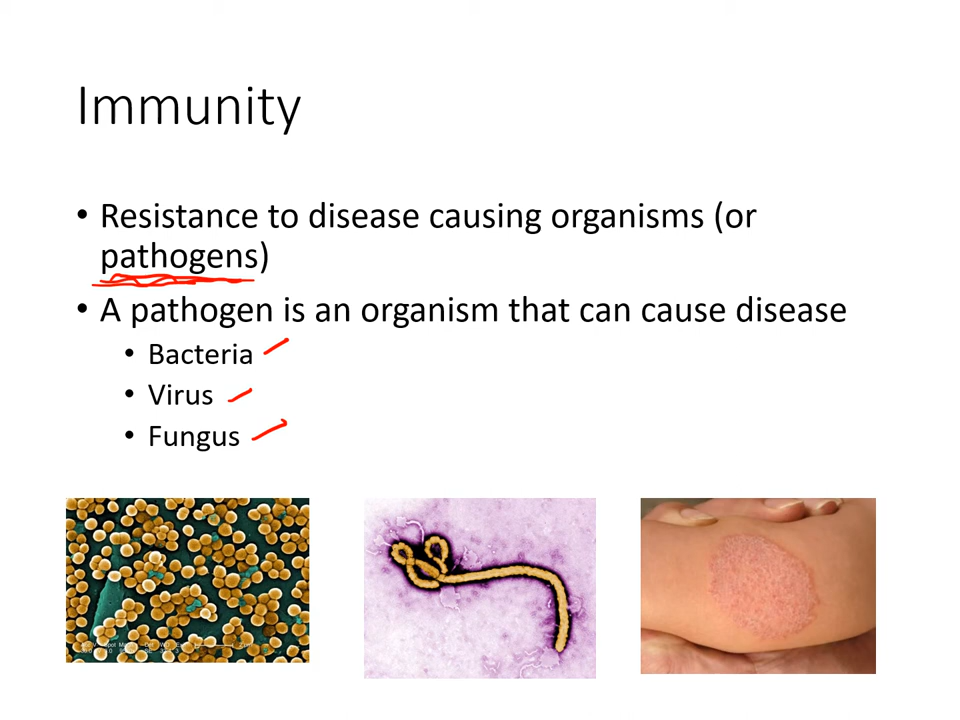 Immunity
• Resistance to disease causing organisms (or
pathogens)
• A pathogen is an organism that can cause disease
• Bacteria
• Virus
• Fungus